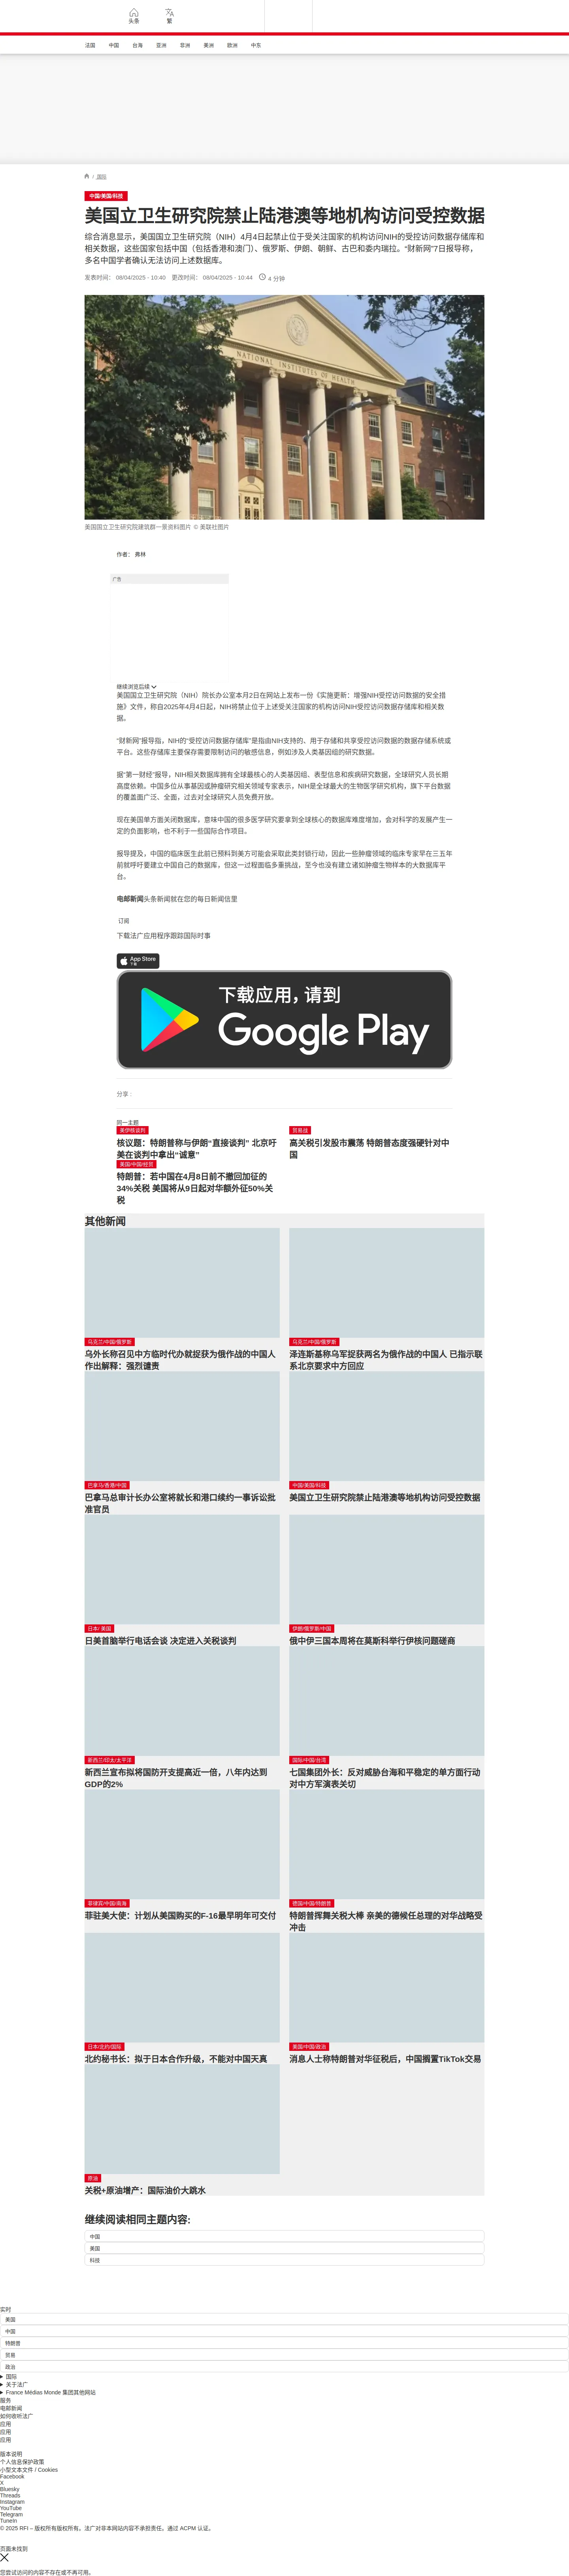 头条
繁
法国
中国
台海
亚洲
非洲
美洲
欧洲
中东
/ 国际
中国/美国/科技
美国立卫生研究院禁止陆港澳等地机构访问受控数据
综合消息显示，美国国立卫生研究院（NIH）4月4日起禁止位于受关注国家的机构访问NIH的受控访问数据存储库和
相关数据，这些国家包括中国（包括香港和澳门）、俄罗斯、伊朗、朝鲜、古巴和委内瑞拉。“财新网”7日报导称，
多名中国学者确认无法访问上述数据库。
发表时间： 08/04/2025 - 10:40 更改时间： 08/04/2025 - 10:44 4 分钟
NATIONAL INSTITUTES OF HEALTH
美国国立卫生研究院建筑群一景资料图片 © 美联社图片
作者： 弗林
广告
继续浏览后续
美国国立卫生研究院（NIH）院长办公室本月2日在网站上发布一份《实施更新：增强NIH受控访问数据的安全措
施》文件，称自2025年4月4日起，NIH将禁止位于上述受关注国家的机构访问NIH受控访问数据存储库和相关数
据。
“财新网”报导指，NIH的“受控访问数据存储库”是指由NIH支持的、用于存储和共享受控访问数据的数据存储系统或
平台。这些存储库主要保存需要限制访问的敏感信息，例如涉及人类基因组的研究数据。
据“第一财经”报导，NIH相关数据库拥有全球最核心的人类基因组、表型信息和疾病研究数据，全球研究人员长期
高度依赖。中国多位从事基因或肿瘤研究相关领域专家表示，NIH是全球最大的生物医学研究机构，旗下平台数据
的覆盖面广泛、全面，过去对全球研究人员免费开放。
现在美国单方面关闭数据库，意味中国的很多医学研究要拿到全球核心的数据库难度增加，会对科学的发展产生一
定的负面影响，也不利于一些国际合作项目。
报导提及，中国的临床医生此前已预料到美方可能会采取此类封锁行动，因此一些肿瘤领域的临床专家早在三五年
前就呼吁要建立中国自己的数据库，但这一过程面临多重挑战，至今也没有建立诸如肿瘤生物样本的大数据库平
台。
电邮新闻头条新闻就在您的每日新闻信里
订阅
下载法广应用程序跟踪国际时事
App Store
下载
下载应用，请到
Google Play
分享 :
同一主题
美伊核谈判
核议题：特朗普称与伊朗“直接谈判” 北京吁
美在谈判中拿出“诚意”
贸易战
高关税引发股市震荡 特朗普态度强硬针对中
国
美国/中国/经贸
特朗普：若中国在4月8日前不撤回加征的
34%关税 美国将从9日起对华额外征50%关
税
其他新闻
乌克兰/中国/俄罗斯
乌外长称召见中方临时代办就捉获为俄作战的中国人
作出解释：强烈谴责
乌克兰/中国/俄罗斯
泽连斯基称乌军捉获两名为俄作战的中国人 已指示联
系北京要求中方回应
巴拿马/香港/中国
巴拿马总审计长办公室将就长和港口续约一事诉讼批
准官员
中国/美国/科技
美国立卫生研究院禁止陆港澳等地机构访问受控数据
日本/ 美国
日美首脑举行电话会谈 决定进入关税谈判
伊朗/俄罗斯/中国
俄中伊三国本周将在莫斯科举行伊核问题磋商
新西兰/印太/太平洋
新西兰宣布拟将国防开支提高近一倍，八年内达到
GDP的2%
国际/中国/台湾
七国集团外长：反对威胁台海和平稳定的单方面行动
对中方军演表关切
菲律宾/中国/南海
菲驻美大使：计划从美国购买的F-16最早明年可交付
德国/中国/特朗普
特朗普挥舞关税大棒 亲美的德候任总理的对华战略受
冲击
日本/北约/国际
北约秘书长：拟于日本合作升级，不能对中国天真
美国/中国/政治
消息人士称特朗普对华征税后，中国搁置TikTok交易
原油
关税+原油增产：国际油价大跳水
继续阅读相同主题内容:
中国
美国
科技
实时
美国
中国
特朗普
贸易
政治
国际
关于法广
France Médias Monde 集团其他网站
服务
电邮新闻
如何收听法广
应用
应用
应用
版本说明
个人信息保护政策
小型文本文件 / Cookies
Facebook
X
Bluesky
Threads
Instagram
YouTube
Telegram
TuneIn
© 2025 RFI – 版权所有版权所有。法广对非本网站内容不承担责任。通过 ACPM 认证。
页面未找到
您尝试访问的内容不存在或不再可用。